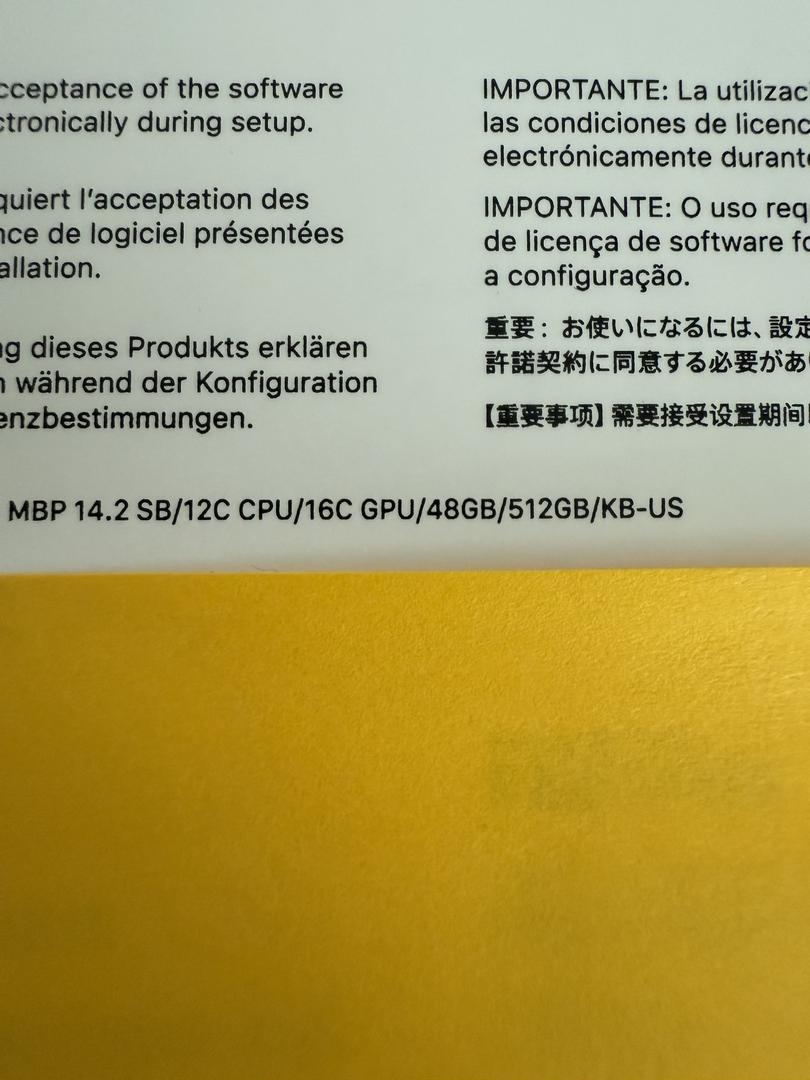 cceptance of the software
ctronically during setup.
quiert l’acceptation des
nce de logiciel présentées
allation.
ng dieses Produkts erklären
n während der Konfiguration
enzbestimmungen.
IMPORTANTE: La utilizac
las condiciones de licenc
electrónicamente durante
IMPORTANTE: O uso req
de licença de software fo
a configuração.
重要： お使いになるには、設定
許諾契約に同意する必要があ
【重要事项】需要接受设置期间
MBP 14.2 SB/12C CPU/16C GPU/48GB/512GB/KB-US